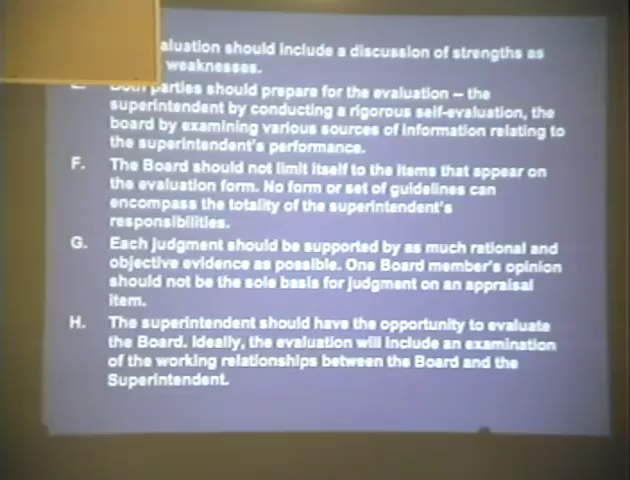 aluation should include a discussion of strengths as
weaknesses.
parties should prepare for the evaluation – the
superintendent by conducting a rigorous self-evaluation, the
board by examining various sources of information relating to
the superintendent's performance.
F. The Board should not limit itself to the items that appear on
the evaluation form. No form or set of guidelines can
encompass the totality of the superintendent's
responsibilities.
G. Each judgment should be supported by as much rational and
objective evidence as possible. One Board member's opinion
should not be the sole basis for judgment on an appraisal
item.
H. The superintendent should have the opportunity to evaluate
the Board. Ideally, the evaluation will include an examination
of the working relationships between the Board and the
Superintendent.